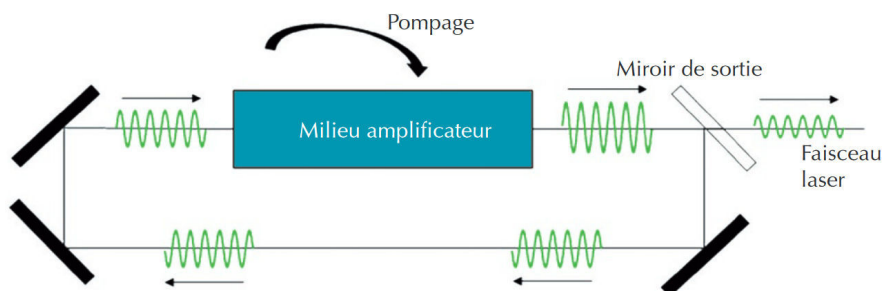 Pompage
Miroir de sortie
Milieu amplificateur
Faisceau
laser